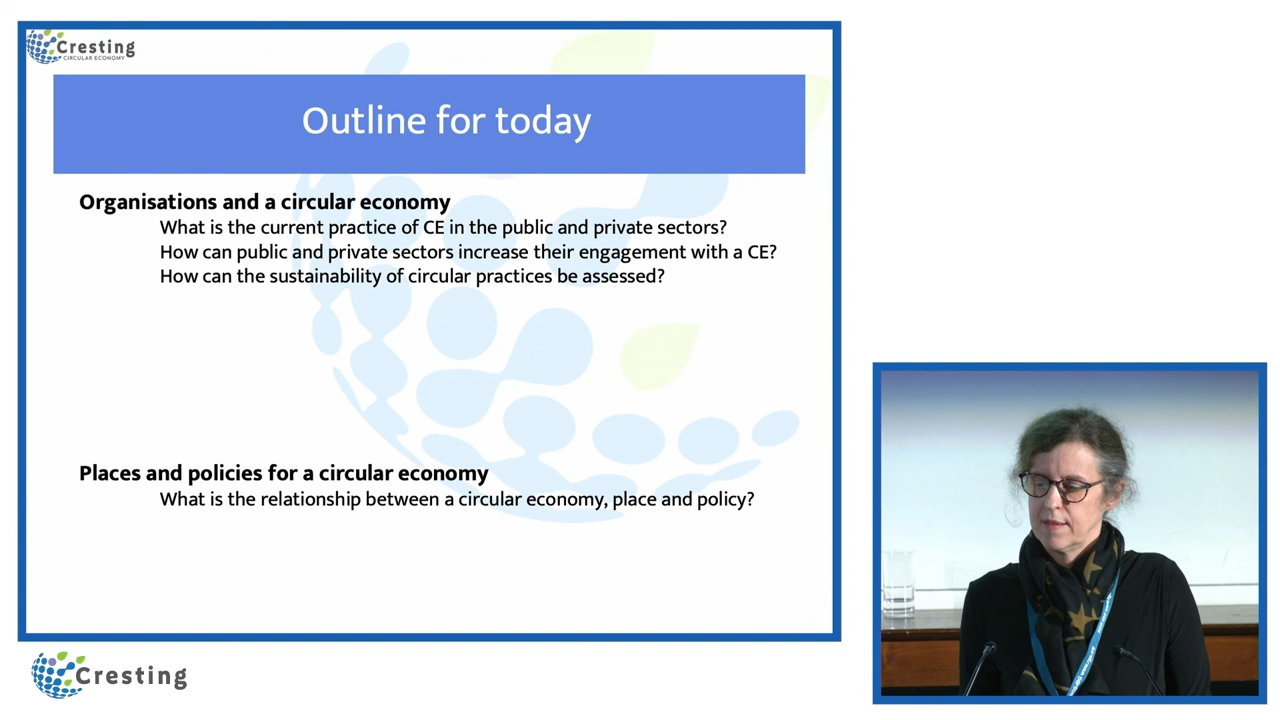 Cresting
CIRCULAR ECONOMY
Outline for today
Organisations and a circular economy
What is the current practice of CE in the public and private sectors?
How can public and private sectors increase their engagement with a CE?
How can the sustainability of circular practices be assessed?
Places and policies for a circular economy
What is the relationship between a circular economy, place and policy?
Cresting